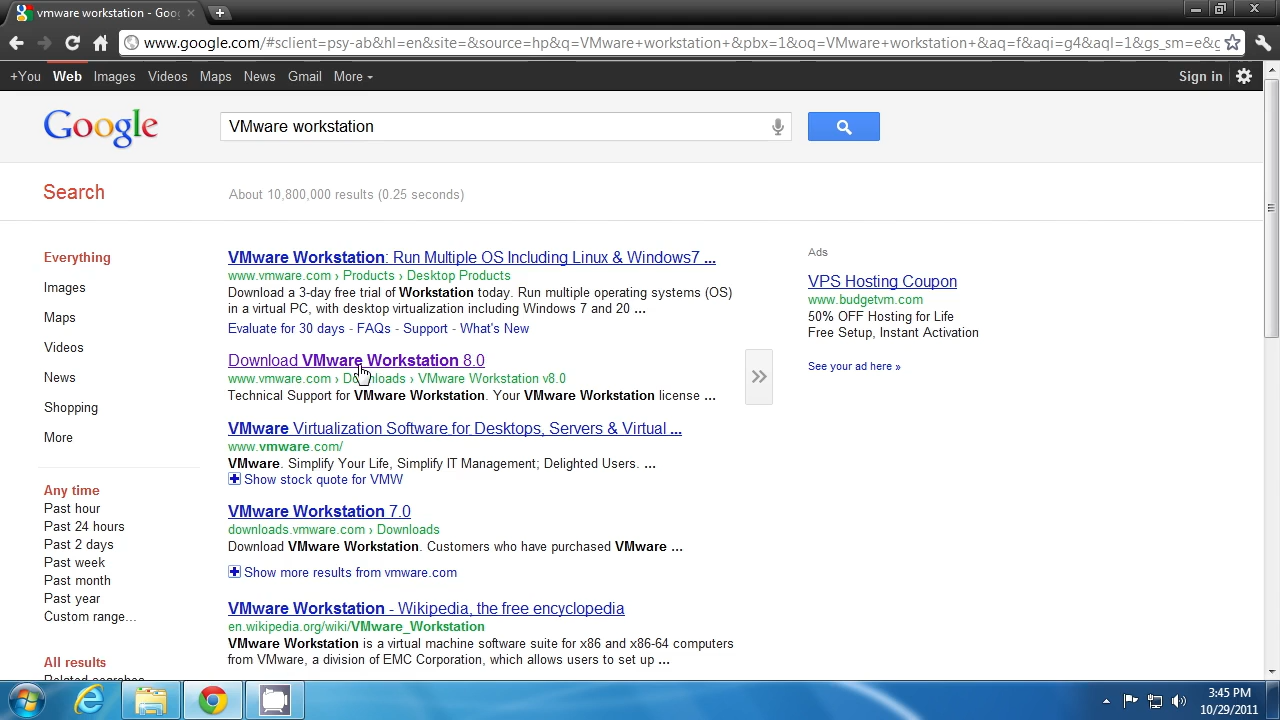 vmware workstation - Goo
www.google.com/#sclient=psy-ab&hl=en&site=&source=hp&q=VMware+workstation+&pbx=1&oq=VMware+workstation+&aq=f&aqi=g4&aql=1&gs_sm=e&g
+You Web Images Videos Maps News Gmail More
Sign in
Google
VMware workstation
Search
About 10,800,000 results (0.25 seconds)
Everything
Images
Maps
Videos
News
Shopping
More
Any time
Past hour
Past 24 hours
Past 2 days
Past week
Past month
Past year
Custom range...
All results
Related searches
VMware Workstation: Run Multiple OS Including Linux & Windows7 ...
www.vmware.com › Products › Desktop Products
Download a 3-day free trial of Workstation today. Run multiple operating systems (OS)
in a virtual PC, with desktop virtualization including Windows 7 and 20 ...
Evaluate for 30 days - FAQs - Support - What's New
Download VMware Workstation 8.0
www.vmware.com › Downloads › VMware Workstation v8.0
Technical Support for VMware Workstation. Your VMware Workstation license ...
VMware Virtualization Software for Desktops, Servers & Virtual ...
www.vmware.com/
VMware. Simplify Your Life, Simplify IT Management; Delighted Users. ...
Show stock quote for VMW
VMware Workstation 7.0
downloads.vmware.com › Downloads
Download VMware Workstation. Customers who have purchased VMware ...
Show more results from vmware.com
VMware Workstation - Wikipedia, the free encyclopedia
en.wikipedia.org/wiki/VMware_Workstation
VMware Workstation is a virtual machine software suite for x86 and x86-64 computers
from VMware, a division of EMC Corporation, which allows users to set up ...
Ads
VPS Hosting Coupon
www.budgetvm.com
50% OFF Hosting for Life
Free Setup, Instant Activation
See your ad here »
3:45 PM
10/29/2011